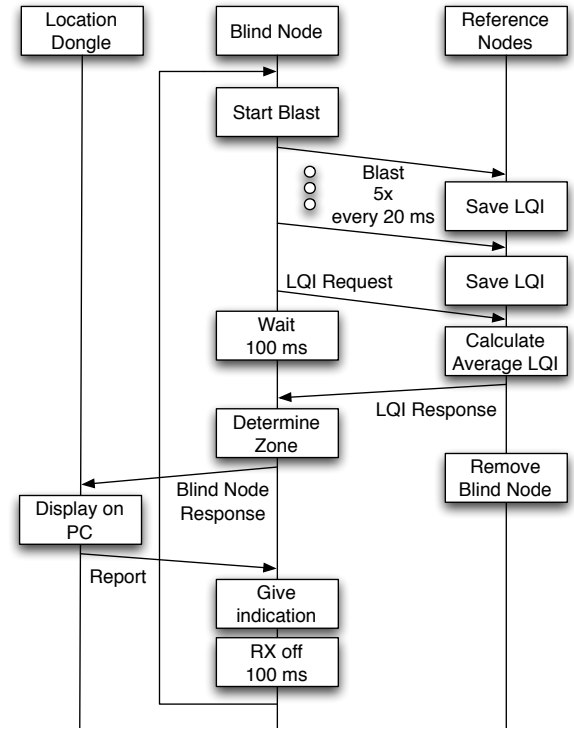 Location
Dongle
Blind Node
Reference
Nodes
Start Blast
Blast
5x
every 20 ms
Save LQI
Save LQI
LQI Request
Wait
100 ms
Calculate
Average LQI
LQI Response
Determine
Zone
Remove
Blind Node
Blind Node
Response
Display on
PC
Report
Give
indication
RX off
100 ms